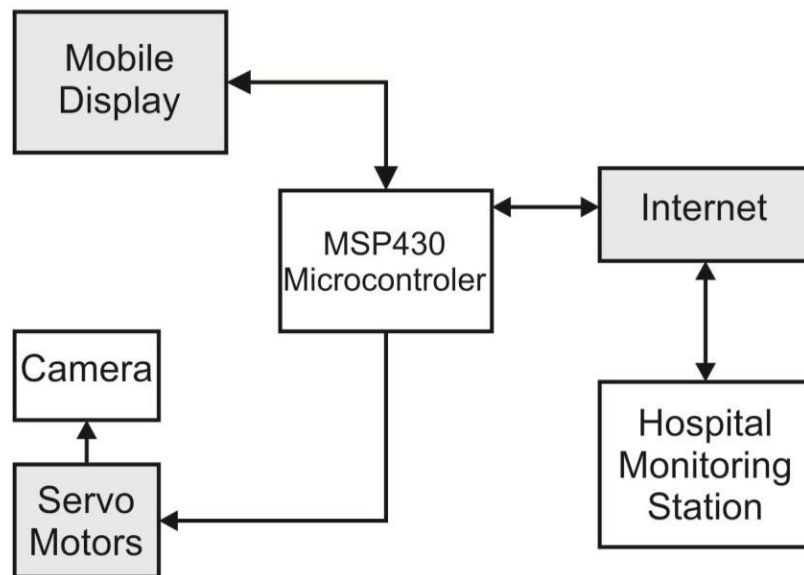 Mobile
Display
MSP430
Microcontroler
Internet
Camera
Servo
Motors
Hospital
Monitoring
Station